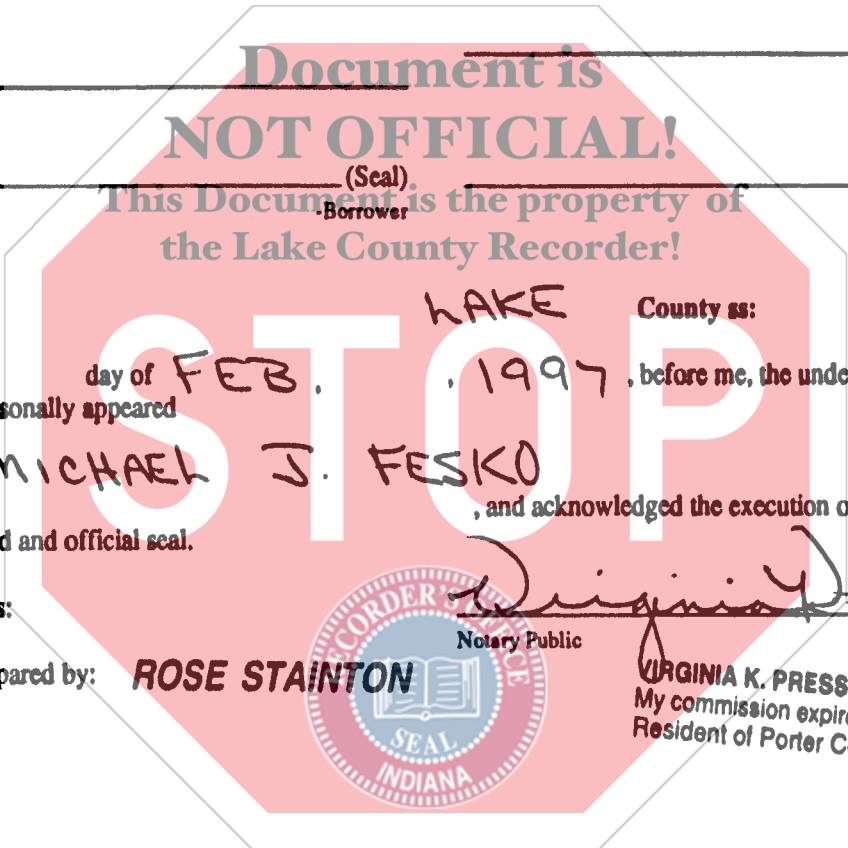 Document is
NOT OFFICIAL!
(Seal)
This Document is the property of
-Borrower
the Lake County Recorder!
LAKE County ss:
STOP
day of FEB. . 1997 , before me, the unde
sonally appeared
MICHAEL J. FESKO
, and acknowledged the execution o
d and official seal.
s:
Virginia
Notary Public
pared by: ROSE STAINTON
VIRGINIA K. PRESS
My commission expire
Resident of Porter C
RECORDER'S OFFICE
SEAL
INDIANA